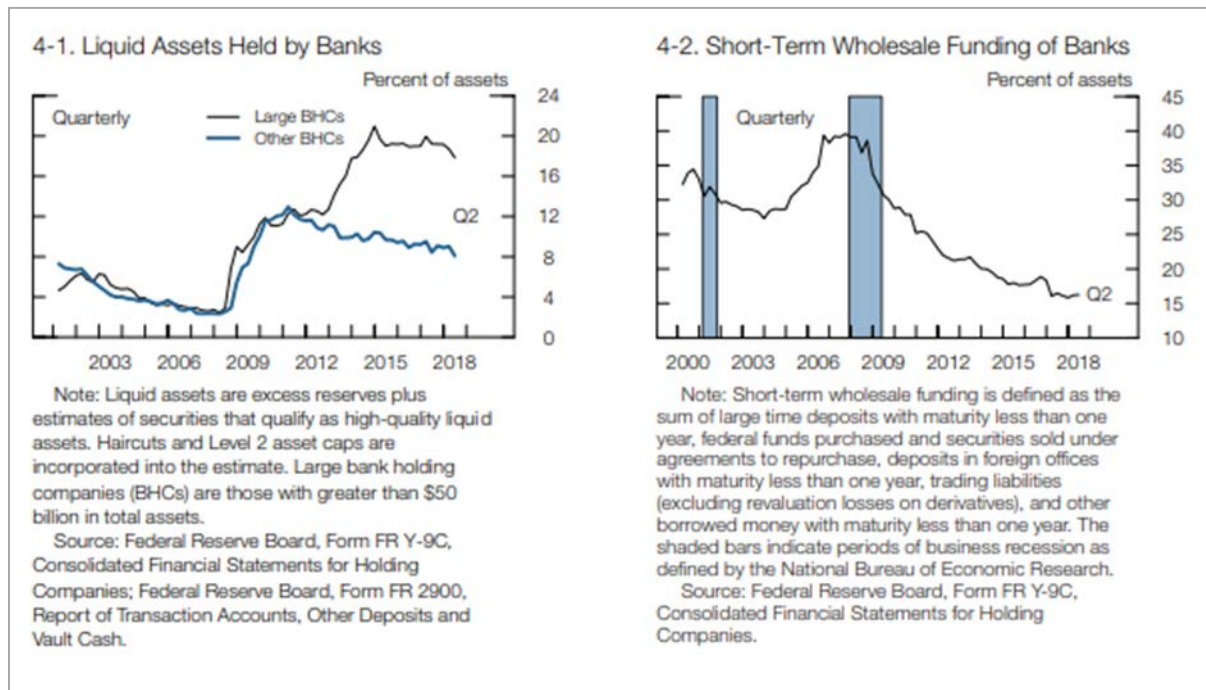 4-1. Liquid Assets Held by Banks
Percent of assets
Quarterly
Large BHCs
Other BHCs
24
20
16
12
8
4
0
Q2
2003 2006 2009 2012 2015 2018
Note: Liquid assets are excess reserves plus
estimates of securities that qualify as high-quality liquid
assets. Haircuts and Level 2 asset caps are
incorporated into the estimate. Large bank holding
companies (BHCs) are those with greater than $50
billion in total assets.
Source: Federal Reserve Board, Form FR Y-9C,
Consolidated Financial Statements for Holding
Companies; Federal Reserve Board, Form FR 2900,
Report of Transaction Accounts, Other Deposits and
Vault Cash.
4-2. Short-Term Wholesale Funding of Banks
Percent of assets
Quarterly
45
40
35
30
25
20
15
10
Q2
2000 2003 2006 2009 2012 2015 2018
Note: Short-term wholesale funding is defined as the
sum of large time deposits with maturity less than one
year, federal funds purchased and securities sold under
agreements to repurchase, deposits in foreign offices
with maturity less than one year, trading liabilities
(excluding revaluation losses on derivatives), and other
borrowed money with maturity less than one year. The
shaded bars indicate periods of business recession as
defined by the National Bureau of Economic Research.
Source: Federal Reserve Board, Form FR Y-9C,
Consolidated Financial Statements for Holding
Companies.